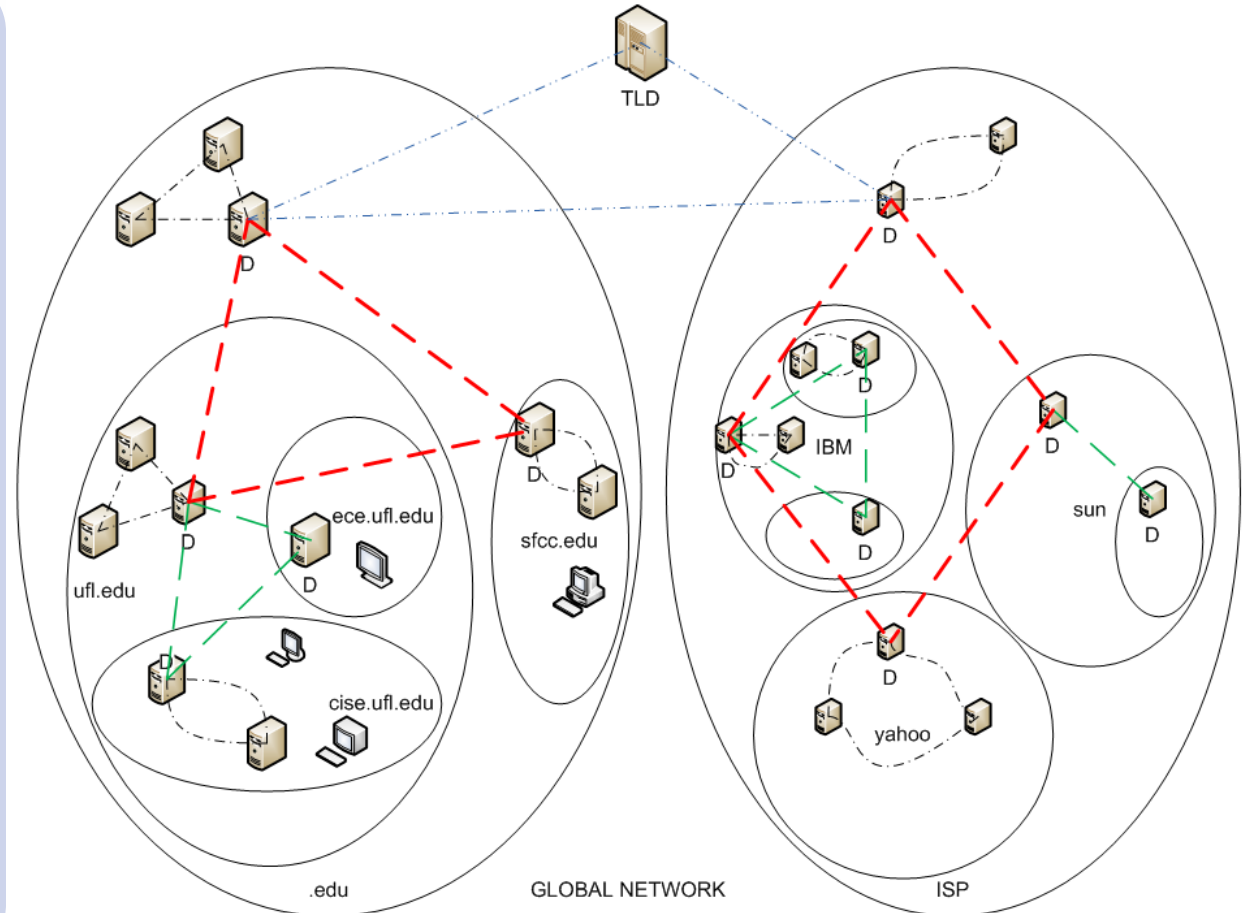 TLD
D
D
D
IBM
D
D
D
ece.ufl.edu
sfcc.edu
sun
D
D
D
D
ufl.edu
D
D
cise.ufl.edu
yahoo
.edu
GLOBAL NETWORK
ISP